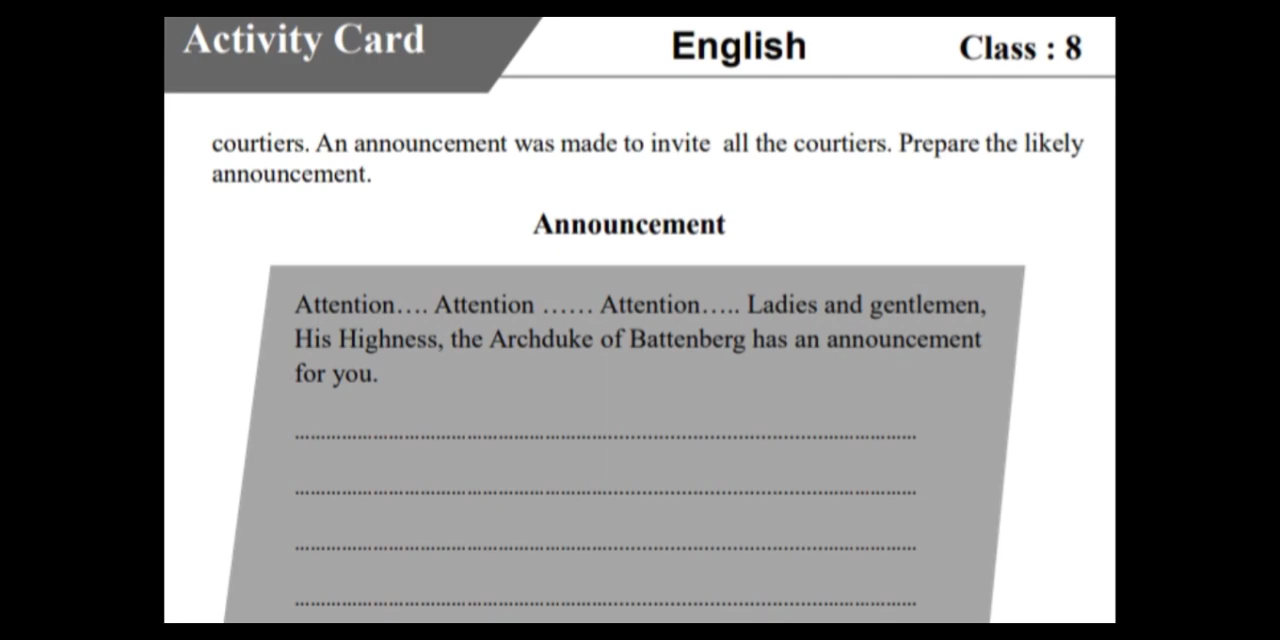 Activity Card
English
Class : 8
courtiers. An announcement was made to invite all the courtiers. Prepare the likely
announcement.
Announcement
Attention.... Attention ...... Attention..... Ladies and gentlemen,
His Highness, the Archduke of Battenberg has an announcement
for you.